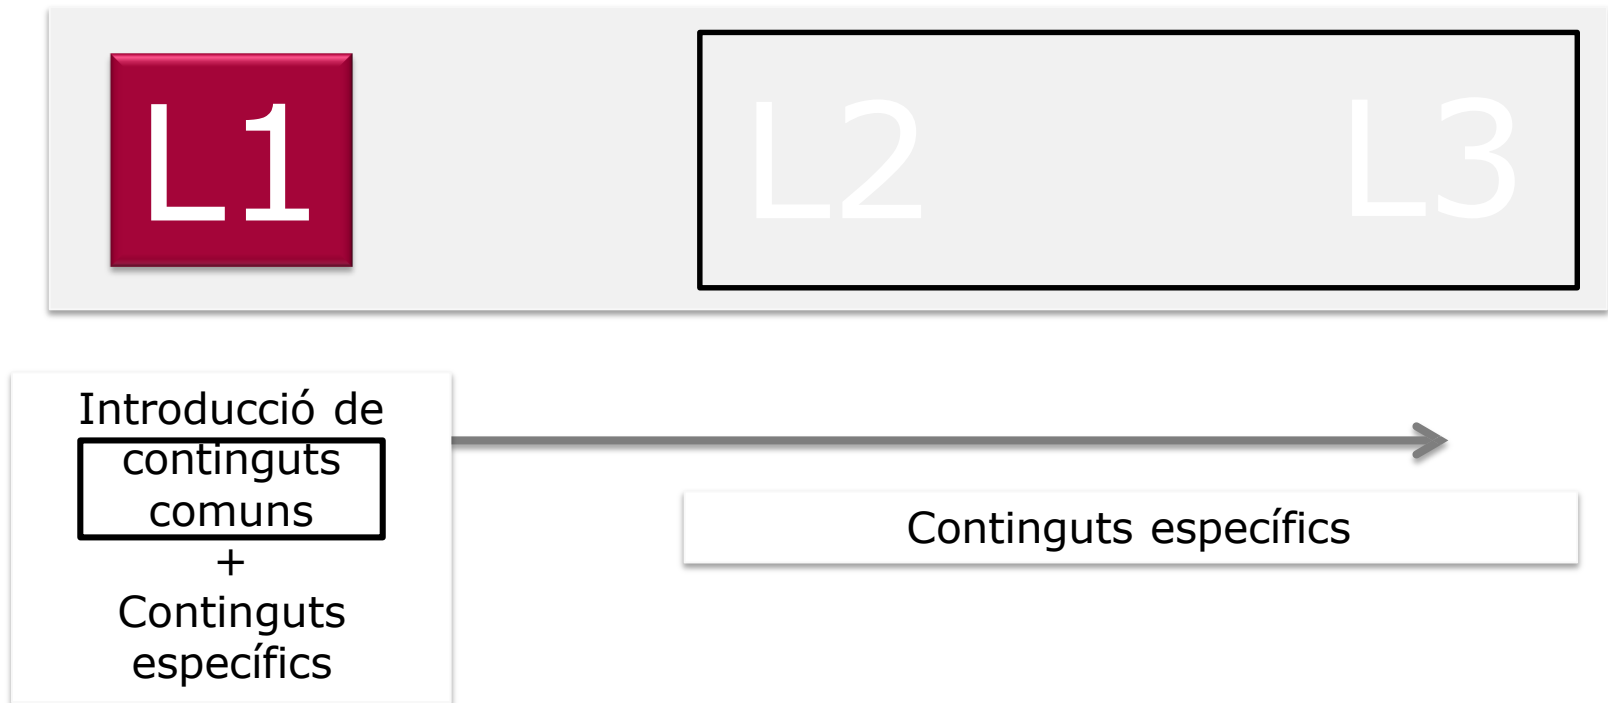 L1
L2
L3
Introducció de
continguts
comuns
+
Continguts
específics
Continguts específics